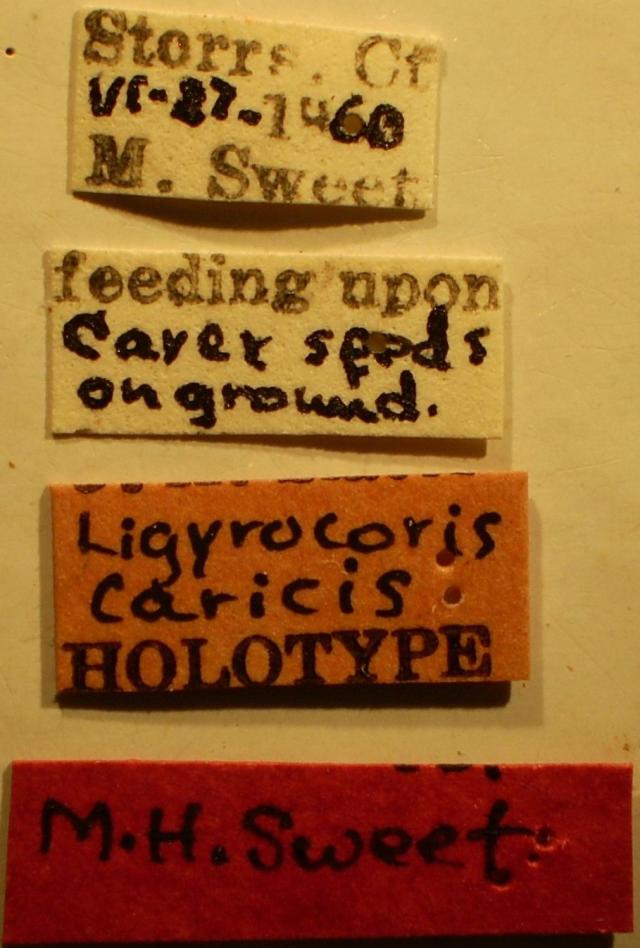 Storrs. Ct
VI-27-1960
M. Sweet
feeding upon
Carex seeds
on ground.
Ligyrocoris
caricis
HOLOTYPE
M.H. Sweet